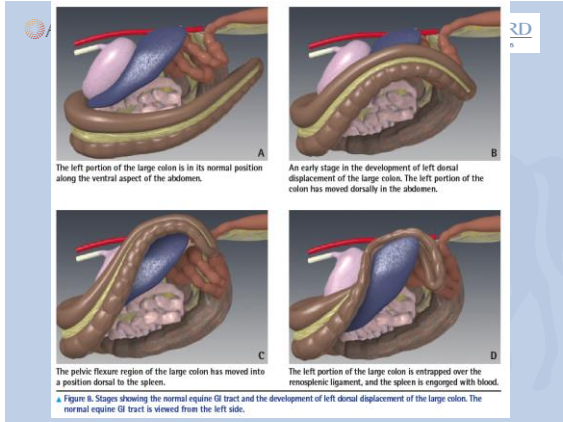 A
The left portion of the large colon is in its normal position
along the ventral aspect of the abdomen.
B
An early stage in the development of left dorsal
displacement of the large colon. The left portion of the
colon has moved dorsally in the abdomen.
C
The pelvic flexure region of the large colon has moved into
a position dorsal to the spleen.
D
The left portion of the large colon is entrapped over the
renosplenic ligament, and the spleen is engorged with blood.
▲ Figure 8. Stages showing the normal equine GI tract and the development of left dorsal displacement of the large colon. The
normal equine GI tract is viewed from the left side.